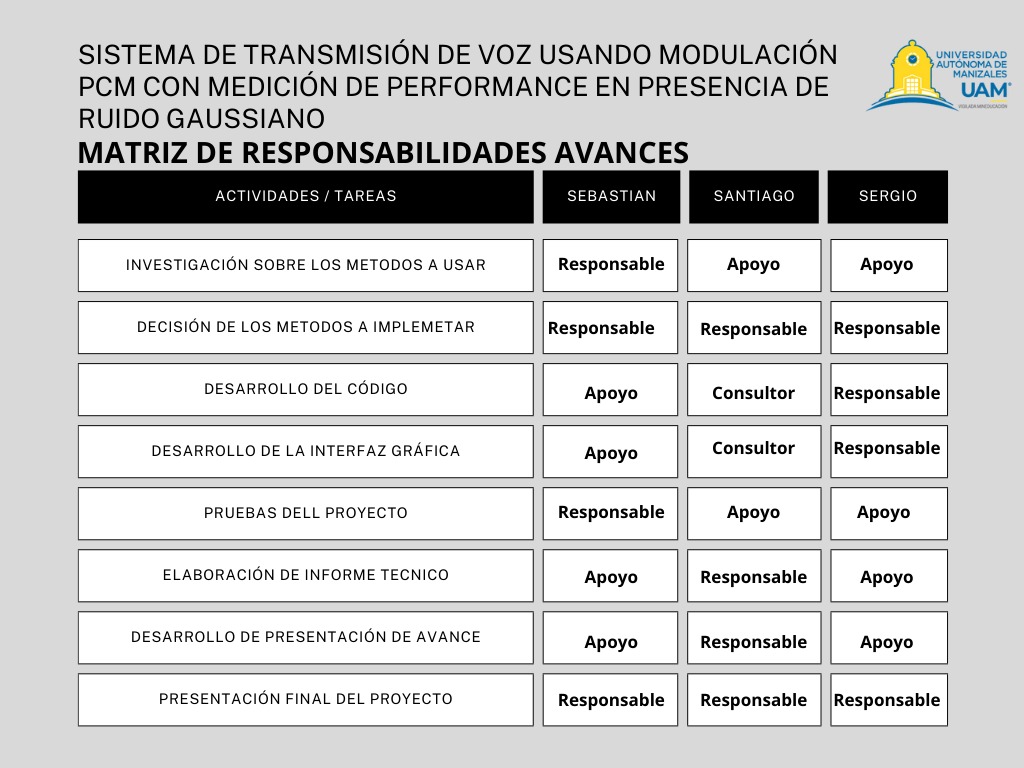 SISTEMA DE TRANSMISIÓN DE VOZ USANDO MODULACIÓN
PCM CON MEDICIÓN DE PERFORMANCE EN PRESENCIA DE
RUIDO GAUSSIANO
MATRIZ DE RESPONSABILIDADES AVANCES
UNIVERSIDAD
AUTÓNOMA DE
MANIZALES
UAM®
VIGILADA MINEDUCACIÓN
ACTIVIDADES / TAREAS SEBASTIAN SANTIAGO SERGIO
INVESTIGACIÓN SOBRE LOS METODOS A USAR Responsable Apoyo Apoyo
DECISIÓN DE LOS METODOS A IMPLEMETAR Responsable Responsable Responsable
DESARROLLO DEL CÓDIGO Apoyo Consultor Responsable
DESARROLLO DE LA INTERFAZ GRÁFICA Apoyo Consultor Responsable
PRUEBAS DELL PROYECTO Responsable Apoyo Apoyo
ELABORACIÓN DE INFORME TECNICO Apoyo Responsable Apoyo
DESARROLLO DE PRESENTACIÓN DE AVANCE Apoyo Responsable Apoyo
PRESENTACIÓN FINAL DEL PROYECTO Responsable Responsable Responsable